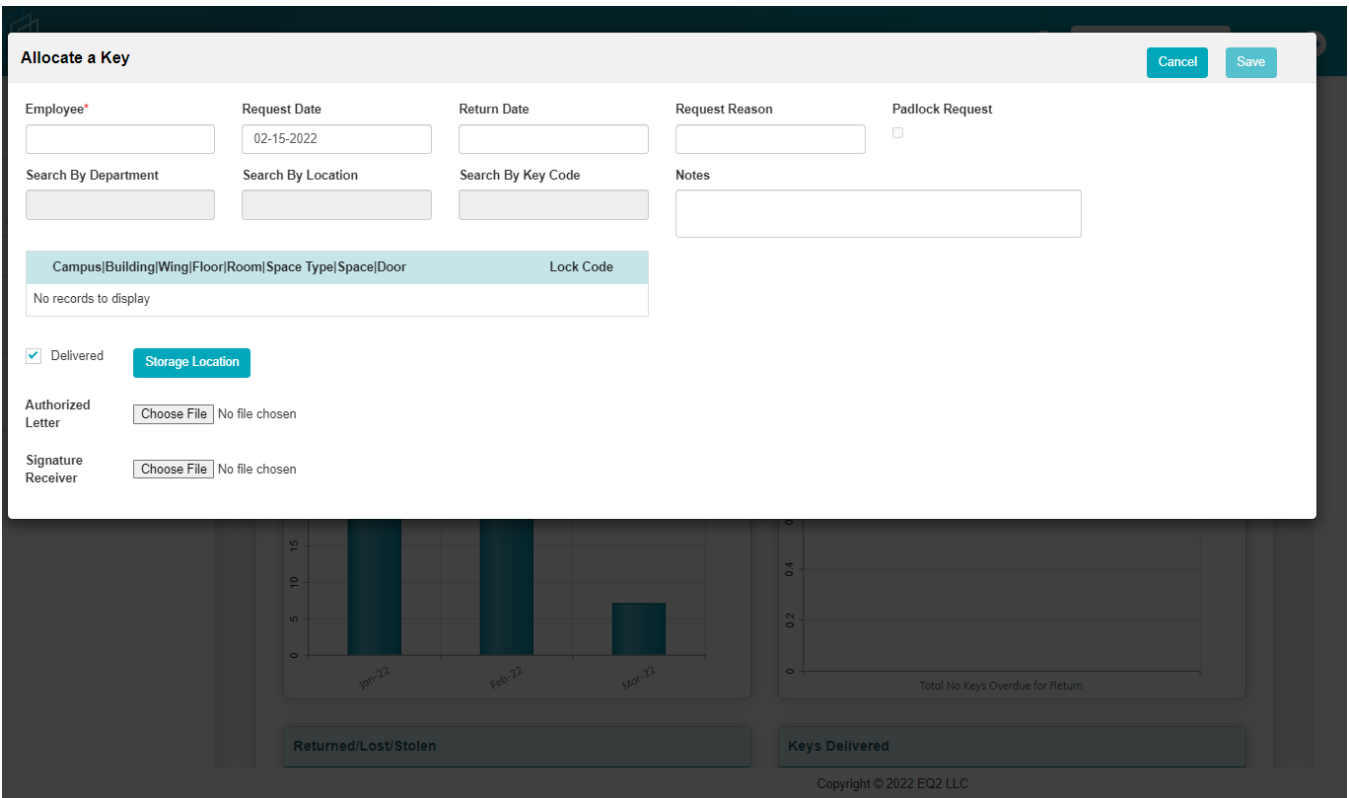 Allocate a Key
Cancel Save
Employee* Request Date Return Date Request Reason Padlock Request
02-15-2022
Search By Department Search By Location Search By Key Code Notes
Campus|Building|Wing|Floor|Room|Space Type|Space|Door Lock Code
No records to display
Delivered Storage Location
Authorized
Letter
Choose File No file chosen
Signature
Receiver
Choose File No file chosen
15
10
5
0
Jan-22 Feb-22 Mar-22
0.4
0.2
0
Total No Keys Overdue for Return
Returned/Lost/Stolen Keys Delivered
Copyright © 2022 EQ2 LLC